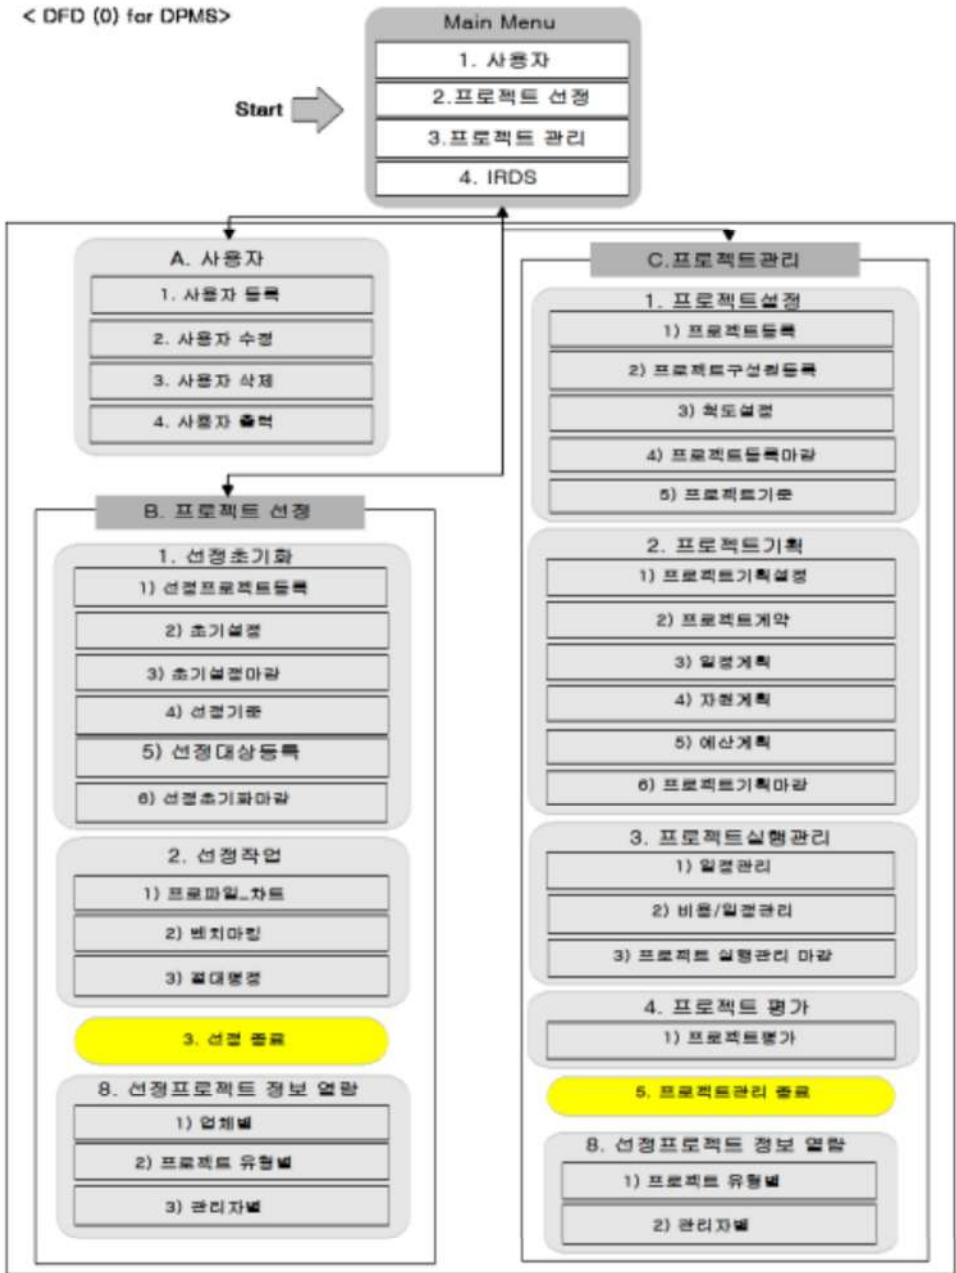 < DFD (0) for DPMS>
Main Menu
1. 사용자
2.프로젝트 선정
3.프로젝트 관리
4. IRDS
Start
A. 사용자
1. 사용자 등록
2. 사용자 수정
3. 사용자 삭제
4. 사용자 출력
B. 프로젝트 선정
1. 선정초기화
1) 선정프로젝트등록
2) 초기설정
3) 초기설정마감
4) 선정기준
5) 선정대상등록
6) 선정초기화마감
2. 선정작업
1) 프로파일_차트
2) 벤치마킹
3) 절대평정
3. 선정 종료
8. 선정프로젝트 정보 열람
1) 업체별
2) 프로젝트 유형별
3) 관리자별
C.프로젝트관리
1. 프로젝트설정
1) 프로젝트등록
2) 프로젝트구성원등록
3) 척도설정
4) 프로젝트등록마감
5) 프로젝트기준
2. 프로젝트기획
1) 프로젝트기획설정
2) 프로젝트계약
3) 일정계획
4) 자원계획
5) 예산계획
6) 프로젝트기획마감
3. 프로젝트실행관리
1) 일정관리
2) 비용/일정관리
3) 프로젝트 실행관리 마감
4. 프로젝트 평가
1) 프로젝트평가
5. 프로젝트관리 종료
8. 선정프로젝트 정보 열람
1) 프로젝트 유형별
2) 관리자별